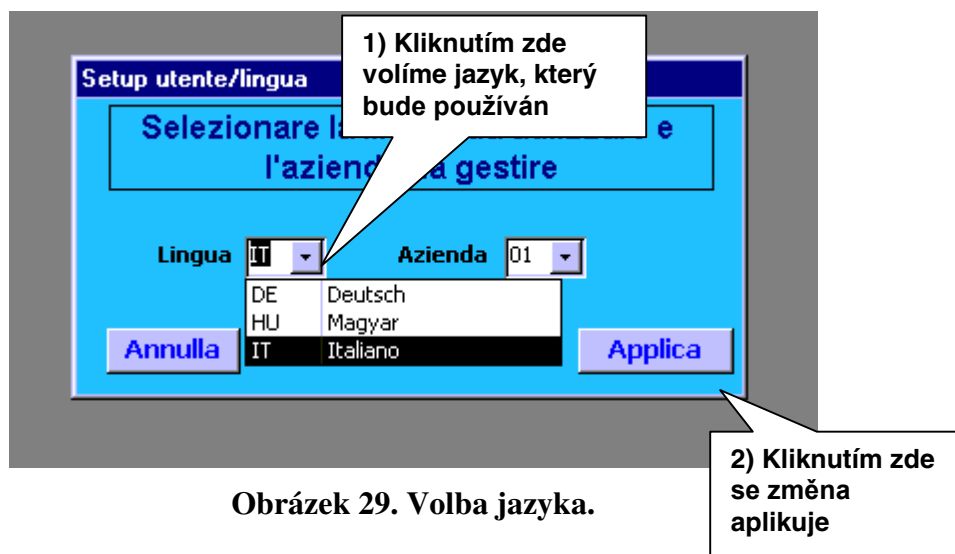 1) Kliknutím zde
volíme jazyk, který
bude používán
Setup utente/lingua
Selezionare e
l'aziend gestire
Lingua IT Azienda 01
DE Deutsch
HU Magyar
IT Italiano
Annulla
Applica
2) Kliknutím zde
se změna
aplikuje
Obrázek 29. Volba jazyka.